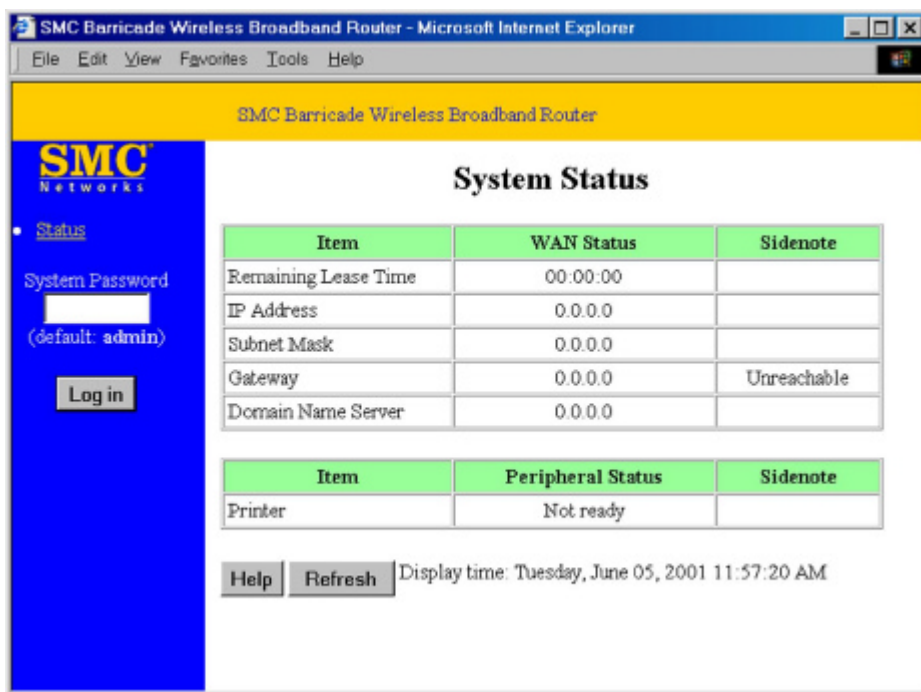 SMC Barricade Wireless Broadband Router - Microsoft Internet Explorer
File Edit View Favorites Tools Help
SMC Barricade Wireless Broadband Router
SMC
Networks
Status
System Password
(default: admin)
Log in
System Status
Item WAN Status Sidenote
Remaining Lease Time 00:00:00
IP Address 0.0.0.0
Subnet Mask 0.0.0.0
Gateway 0.0.0.0 Unreachable
Domain Name Server 0.0.0.0
Item Peripheral Status Sidenote
Printer Not ready
Help Refresh Display time: Tuesday, June 05, 2001 11:57:20 AM